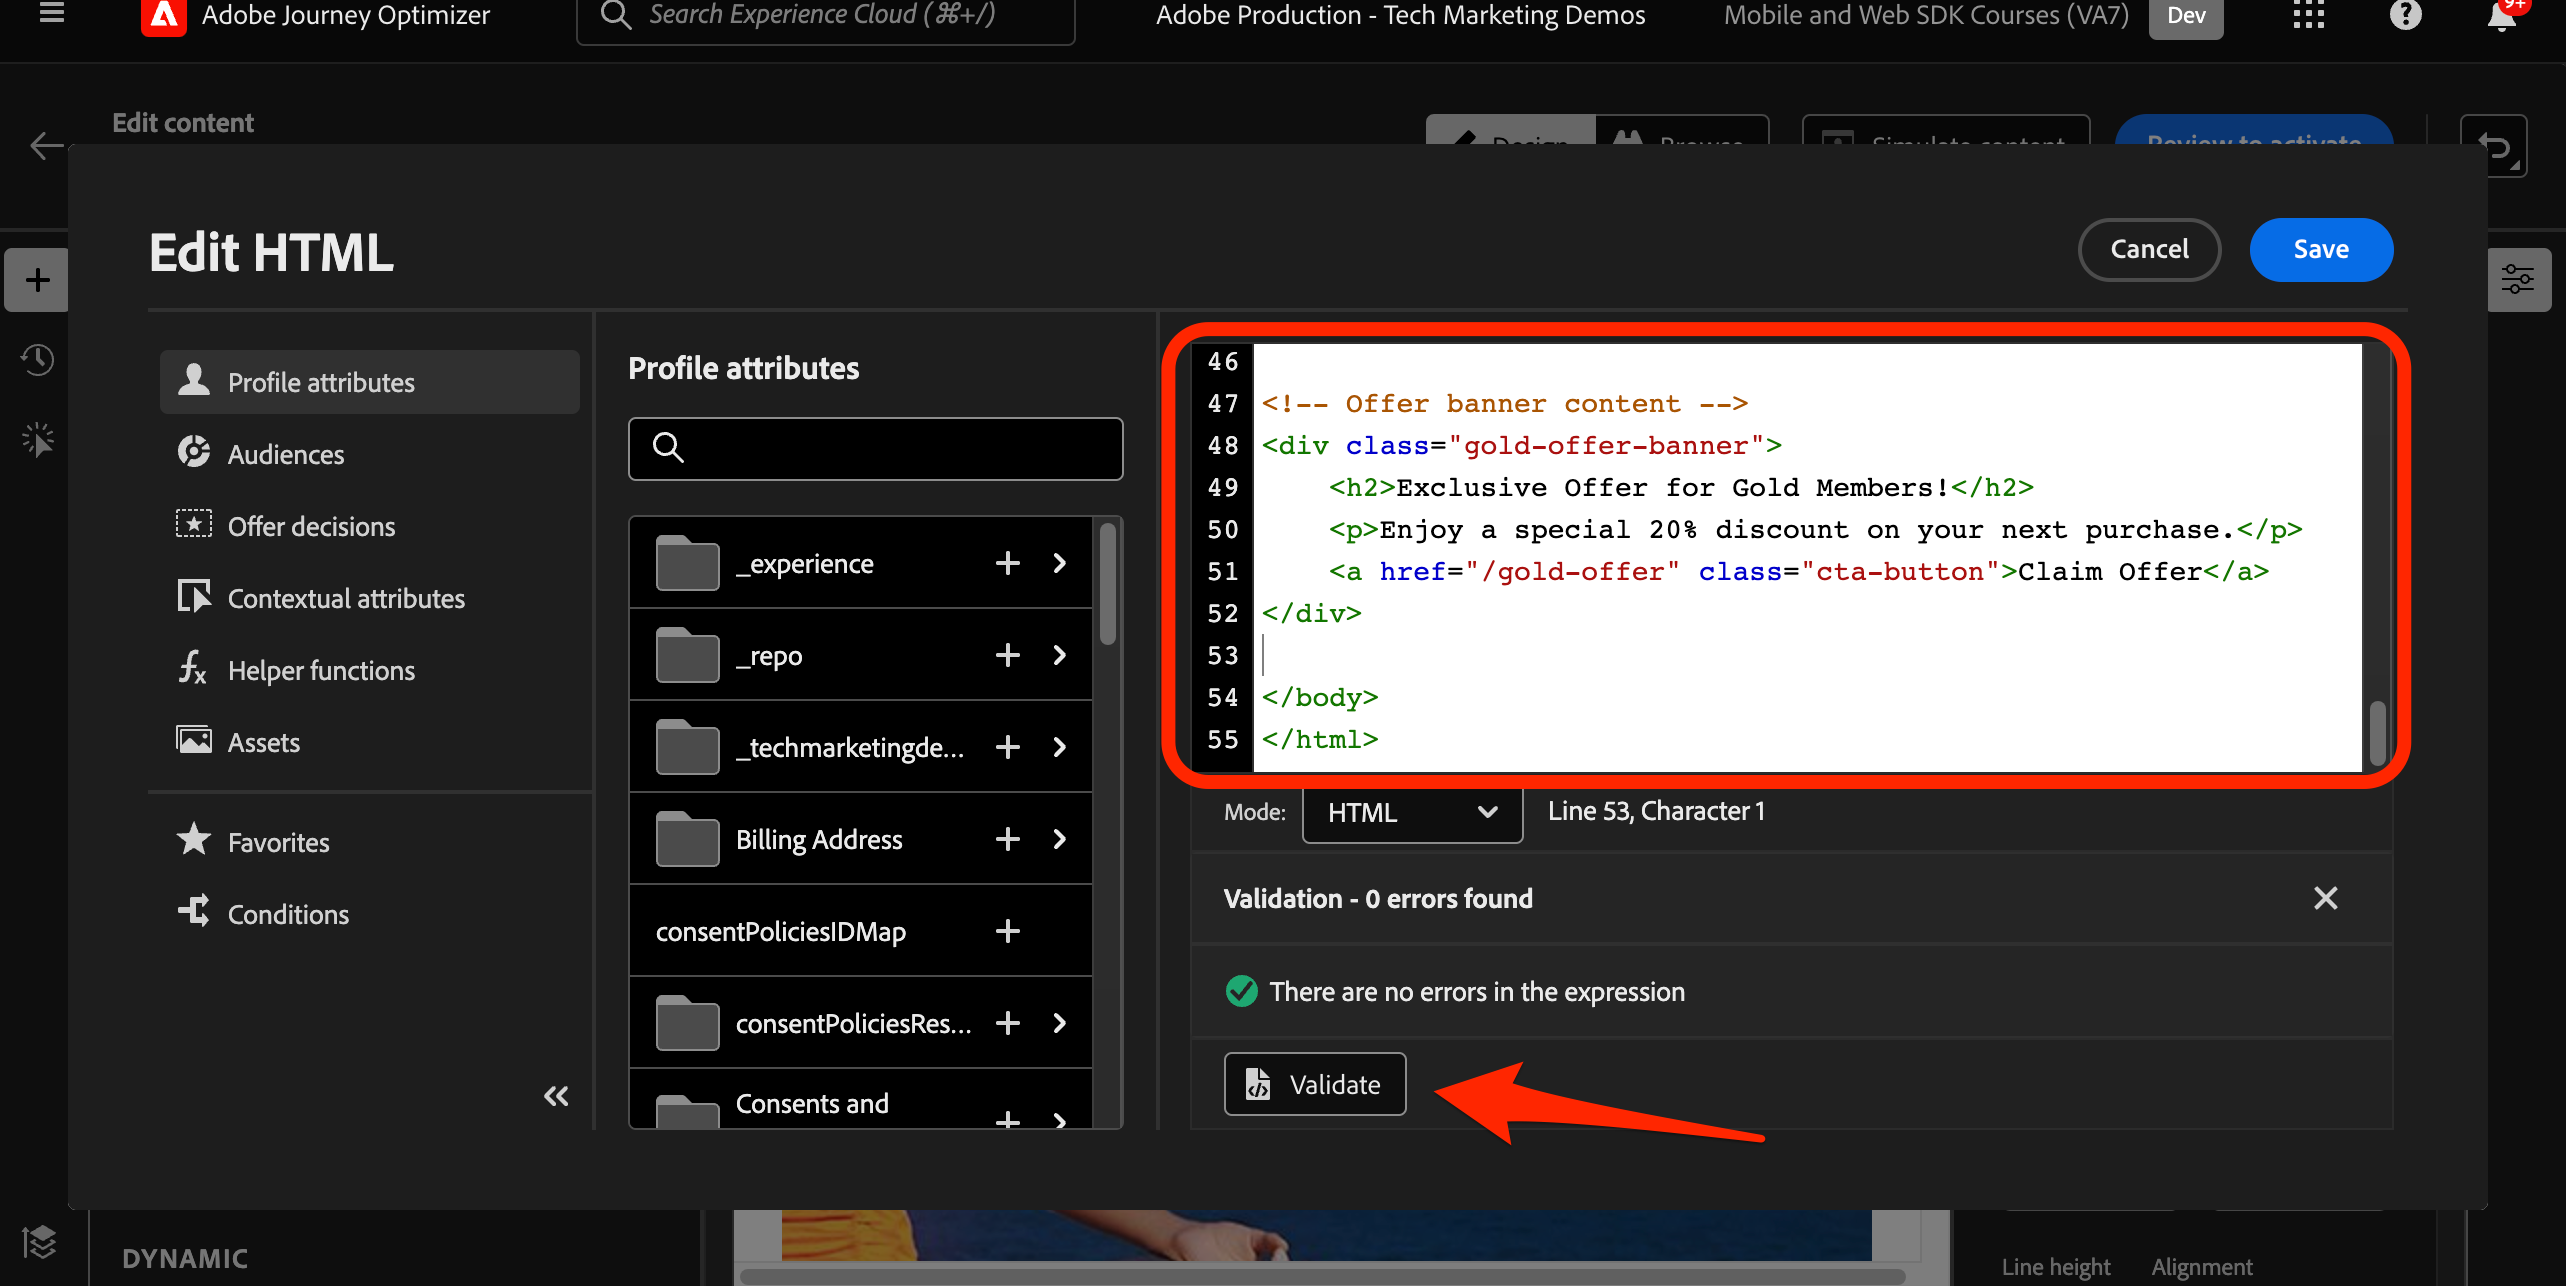 Adobe Journey Optimizer
Search Experience Cloud (⌘+/)
Adobe Production - Tech Marketing Demos
Mobile and Web SDK Courses (VA7)
Dev
9+
Edit content
Design
Browse
Simulate content
Review to activate
Edit HTML
Cancel
Save
Profile attributes
Audiences
Offer decisions
Contextual attributes
Helper functions
Assets
Favorites
Conditions
Profile attributes
_experience
_repo
_techmarketingde...
Billing Address
consentPoliciesIDMap
consentPoliciesRes...
Consents and
46
47 <!-- Offer banner content -->
48 <div class="gold-offer-banner">
49 <h2>Exclusive Offer for Gold Members!</h2>
50 <p>Enjoy a special 20% discount on your next purchase.</p>
51 <a href="/gold-offer" class="cta-button">Claim Offer</a>
52 </div>
53
54 </body>
55 </html>
Mode: HTML Line 53, Character 1
Validation - 0 errors found
There are no errors in the expression
Validate
DYNAMIC
Line height
Alignment